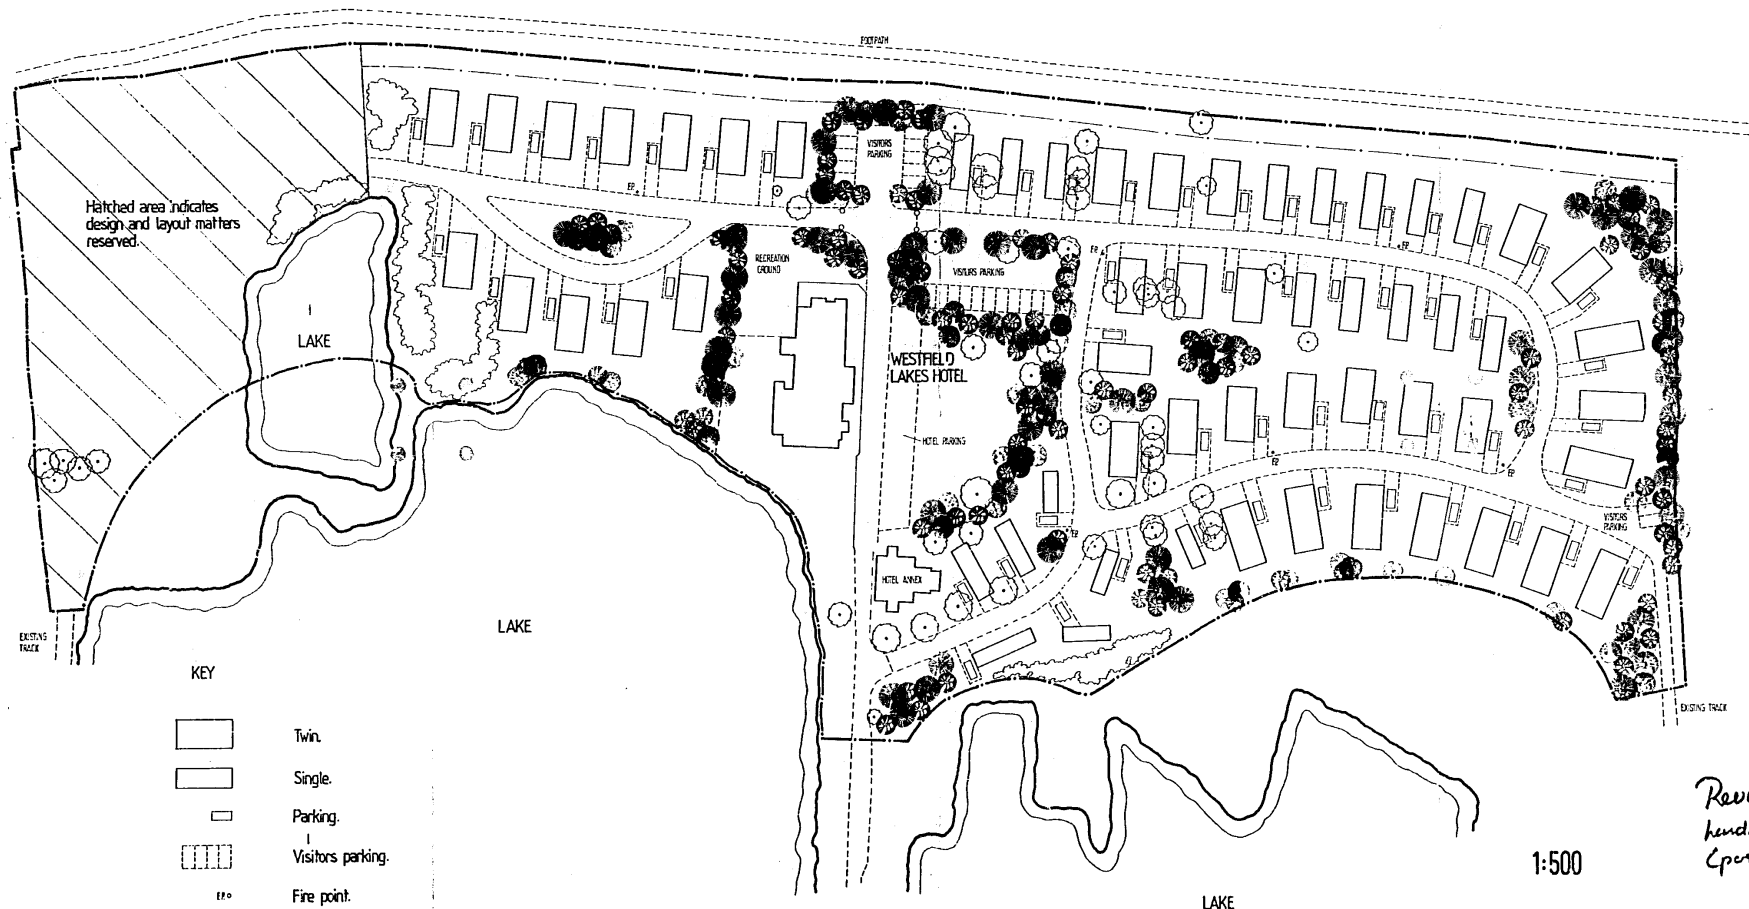 FOOTPATH
VISITORS
PARKING
F.P.
Hatched area indicates
design and layout matters
reserved.
RECREATION
GROUND
VISITORS PARKING
F.P.
F.P.
LAKE
WESTFIELD
LAKES HOTEL
HOTEL PARKING
F.P.
F.P.
VISITORS
PARKING
F.P.
HOTEL ANNEX
EXISTING
TRACK
LAKE
KEY
EXISTING TRACK
Twin.
Single.
Parking.
Visitors parking.
F.P.
Fire point.
1:500
LAKE